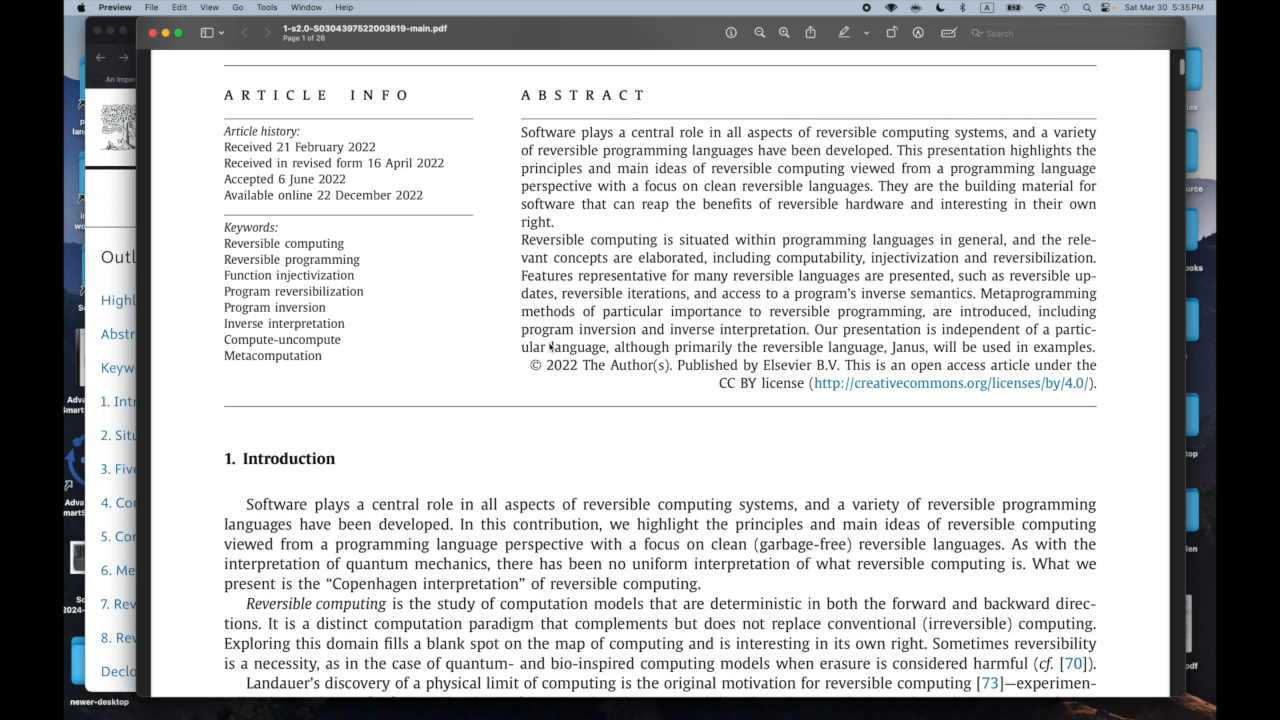 Preview File Edit View Go Tools Window Help
Sat Mar 30 5:35 PM
1-s2.0-S0304397522003619-main.pdf
Page 1 of 26
Search
An Imper
Outl
Highl
Abstr
Keyw
1. Intr
2. Situ
3. Five
4. Con
5. Con
6. Me
7. Rev
8. Rev
Decla
newer-desktop
ARTICLE INFO
Article history:
Received 21 February 2022
Received in revised form 16 April 2022
Accepted 6 June 2022
Available online 22 December 2022
Keywords:
Reversible computing
Reversible programming
Function injectivization
Program reversibilization
Program inversion
Inverse interpretation
Compute-uncompute
Metacomputation
ABSTRACT
Software plays a central role in all aspects of reversible computing systems, and a variety
of reversible programming languages have been developed. This presentation highlights the
principles and main ideas of reversible computing viewed from a programming language
perspective with a focus on clean reversible languages. They are the building material for
software that can reap the benefits of reversible hardware and interesting in their own
right.
Reversible computing is situated within programming languages in general, and the rele-
vant concepts are elaborated, including computability, injectivization and reversibilization.
Features representative for many reversible languages are presented, such as reversible up-
dates, reversible iterations, and access to a program's inverse semantics. Metaprogramming
methods of particular importance to reversible programming, are introduced, including
program inversion and inverse interpretation. Our presentation is independent of a partic-
ular language, although primarily the reversible language, Janus, will be used in examples.
© 2022 The Author(s). Published by Elsevier B.V. This is an open access article under the
CC BY license (http://creativecommons.org/licenses/by/4.0/).
1. Introduction
Software plays a central role in all aspects of reversible computing systems, and a variety of reversible programming
languages have been developed. In this contribution, we highlight the principles and main ideas of reversible computing
viewed from a programming language perspective with a focus on clean (garbage-free) reversible languages. As with the
interpretation of quantum mechanics, there has been no uniform interpretation of what reversible computing is. What we
present is the “Copenhagen interpretation” of reversible computing.
Reversible computing is the study of computation models that are deterministic in both the forward and backward direc-
tions. It is a distinct computation paradigm that complements but does not replace conventional (irreversible) computing.
Exploring this domain fills a blank spot on the map of computing and is interesting in its own right. Sometimes reversibility
is a necessity, as in the case of quantum- and bio-inspired computing models when erasure is considered harmful (cf. [70]).
Landauer's discovery of a physical limit of computing is the original motivation for reversible computing [73]—experimen-